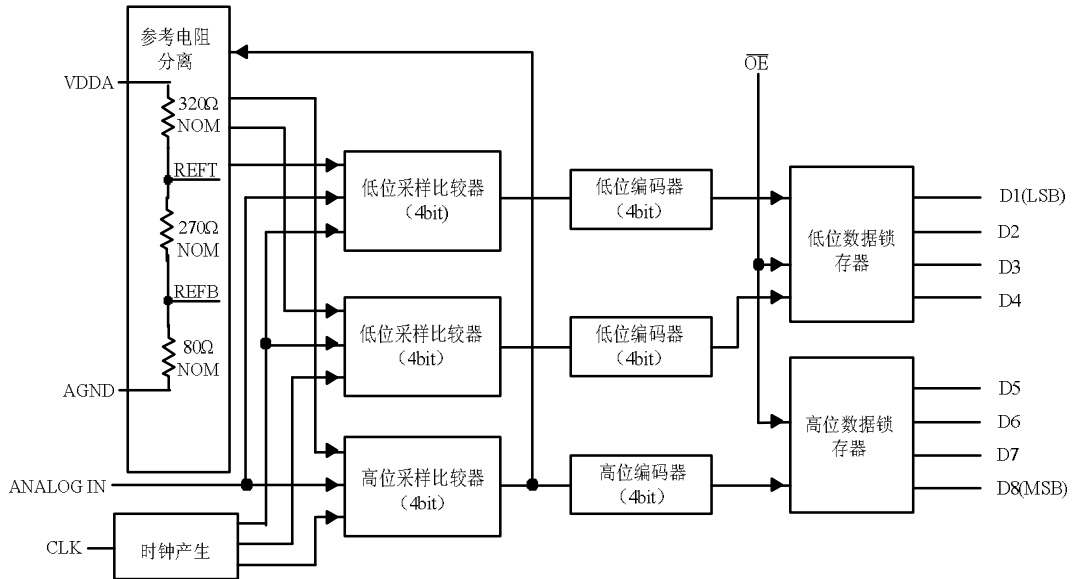 参考电阻
分离
VDDA
320Ω
NOM
REFT
270Ω
NOM
REFB
80Ω
NOM
AGND
ANALOG IN
CLK
时钟产生
低位采样比较器
（4bit)
低位采样比较器
（4bit）
高位采样比较器
（4bit）
低位编码器
（4bit）
低位编码器
（4bit）
高位编码器
（4bit）
OE
低位数据锁
存器
高位数据锁
存器
D1(LSB)
D2
D3
D4
D5
D6
D7
D8(MSB)